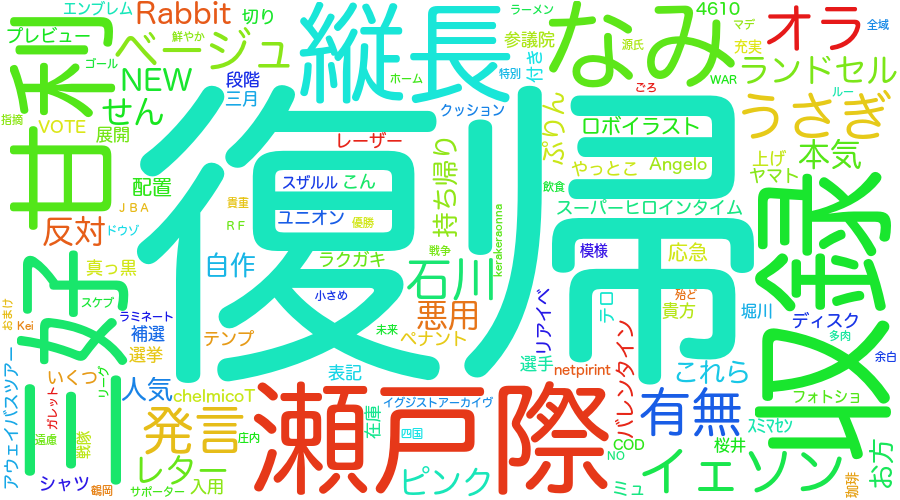 エンブレム
Rabbit
切り
プレビュー
鮮やか
ベージュ
縦長
ラーメン
参議院
付き
なみ
源氏
4610
マデ
WAR
充実
オラ
全域
ランドセル
ルー
甘利
ゴール
NEW
せん
段階
三月
指摘
VOTE
展開
ホーム
特別
クッション
ごろ
うさぎ
レーザー
ぷりん
ロボイラスト
本気
復帰
配置
スザルル
こん
持ち帰り
やっとこ
Angelo
上げ
ヤマト
飲食
JBA
貴重
RF
ユニオン
優勝
kerakeraonna
スーパーヒロインタイム
収録
反対
ドウゾ
戦争
模様
応急
真っ黒
自作
ラクガキ
石川
三好
スケブ
小さめ
殆ど
テロ
貴方
堀川
おまけ
Kei
ラミネート
補選
テンプ
未来
ペナント
悪用
リアイベ
ディスク
多肉
選挙
選手
余白
アウェイバスツアー
いくつ
リーグ
人気
表記
netpirint
バレンタイン
これら
ガレット
chelmicoT
イグジストアーカイヴ
フォトショ
発言
瀬戸際
有無
スミマセン
遠慮
戦隊
庄内
在庫
四国
COD
NO
桜井
レター
シャツ
鶴岡
サポーター
入用
ピンク
ミュ
イェソン
珈琲
お方